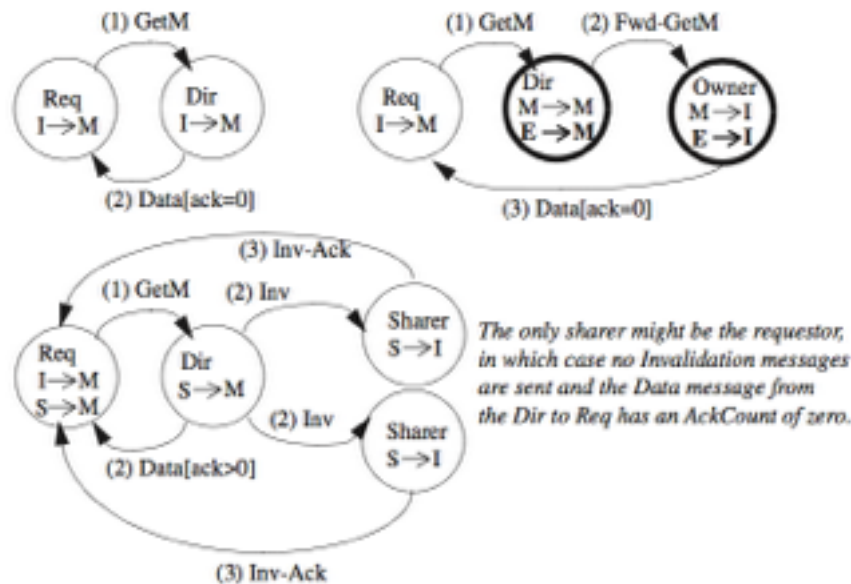 (1) GetM
Req
I→M
Dir
I→M
(2) Data[ack=0]
(1) GetM
(2) Fwd-GetM
Req
I→M
Dir
M→M
E→M
Owner
M→I
E→I
(3) Data[ack=0]
(3) Inv-Ack
(1) GetM
(2) Inv
Req
I→M
S→M
Dir
S→M
Sharer
S→I
(2) Inv
Sharer
S→I
(2) Data[ack>0]
(3) Inv-Ack
The only sharer might be the requestor,
in which case no Invalidation messages
are sent and the Data message from
the Dir to Req has an AckCount of zero.